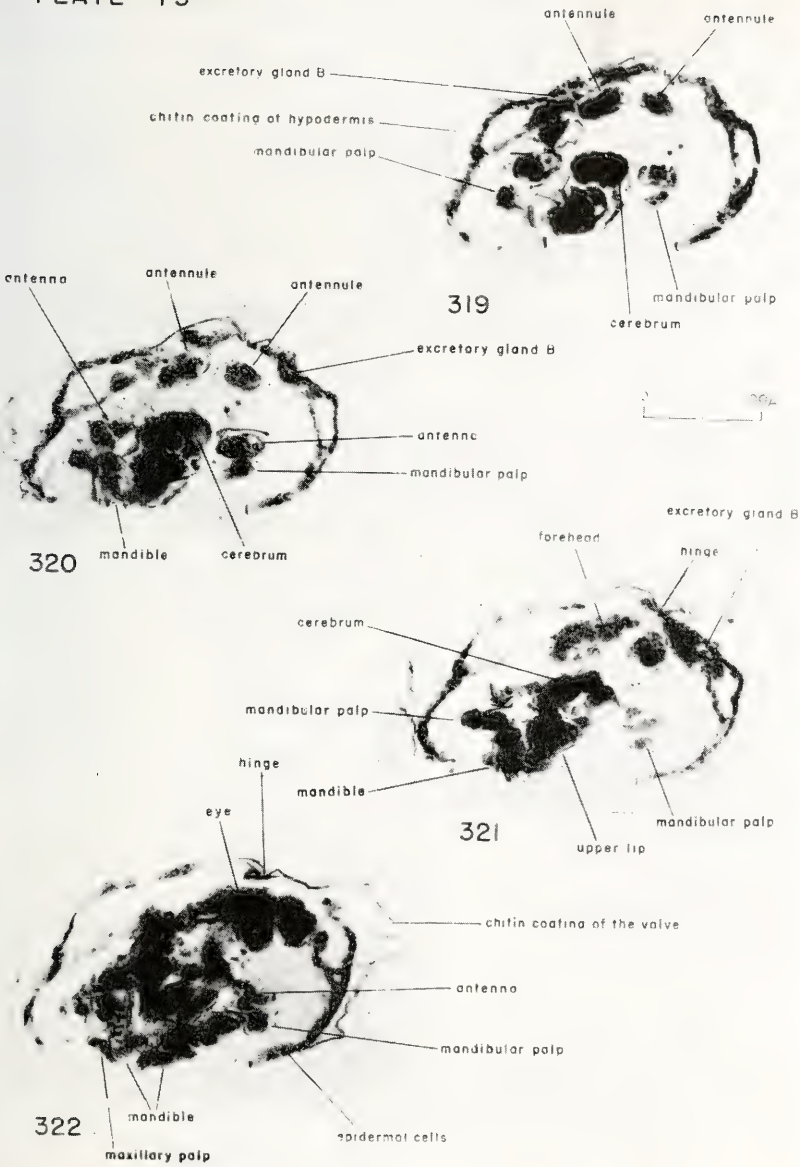 PLATE 73
antennule
antennule
excretory gland B
chitin coating of hypodermis
mandibular palp
mandibular palp
319
cerebrum
antenna
antennule
antennule
excretory gland B
antenna
mandibular palp
mandible
cerebrum
320
0
excretory gland B
forehead
hinge
cerebrum
mandibular palp
mandible
mandibular palp
321
upper lip
hinge
eye
chitin coating of the valve
antenna
mandibular palp
mandible
322
epidermal cells
maxillary palp